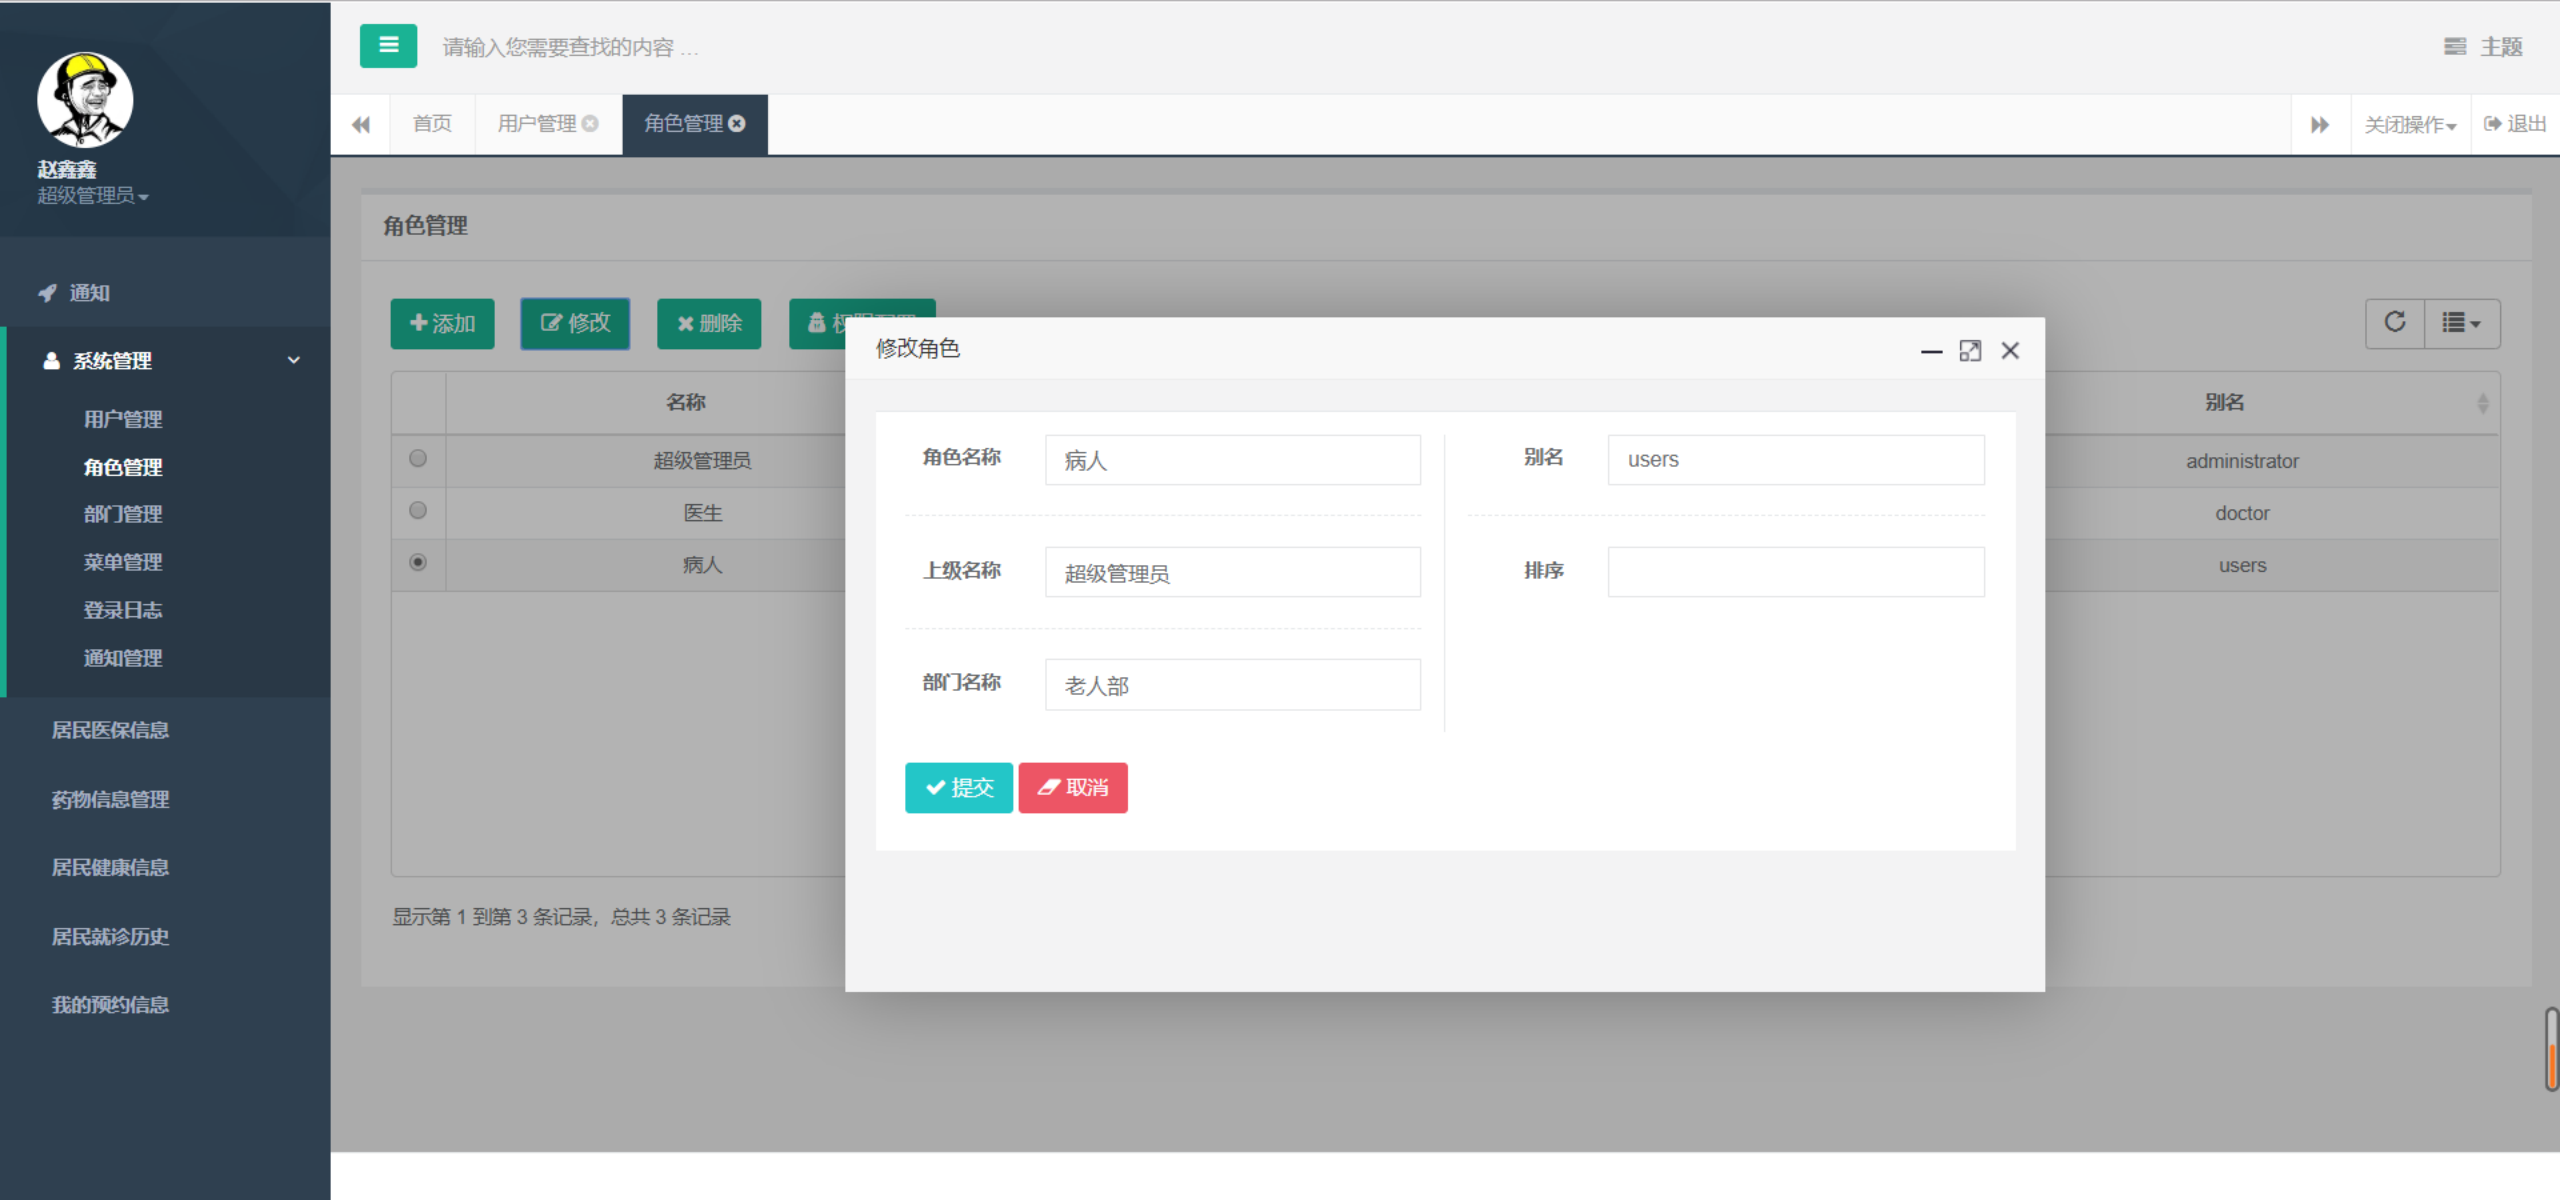 请输入您需要查找的内容 ...
主题
首页
用户管理
角色管理
关闭操作
退出
赵鑫鑫
超级管理员
通知
系统管理
用户管理
角色管理
部门管理
菜单管理
登录日志
通知管理
居民医保信息
药物信息管理
居民健康信息
居民就诊历史
我的预约信息
角色管理
添加
修改
删除
名称
别名
超级管理员
administrator
医生
doctor
病人
users
显示第 1 到第 3 条记录，总共 3 条记录
修改角色
角色名称
病人
别名
users
上级名称
超级管理员
排序
部门名称
老人部
提交
取消